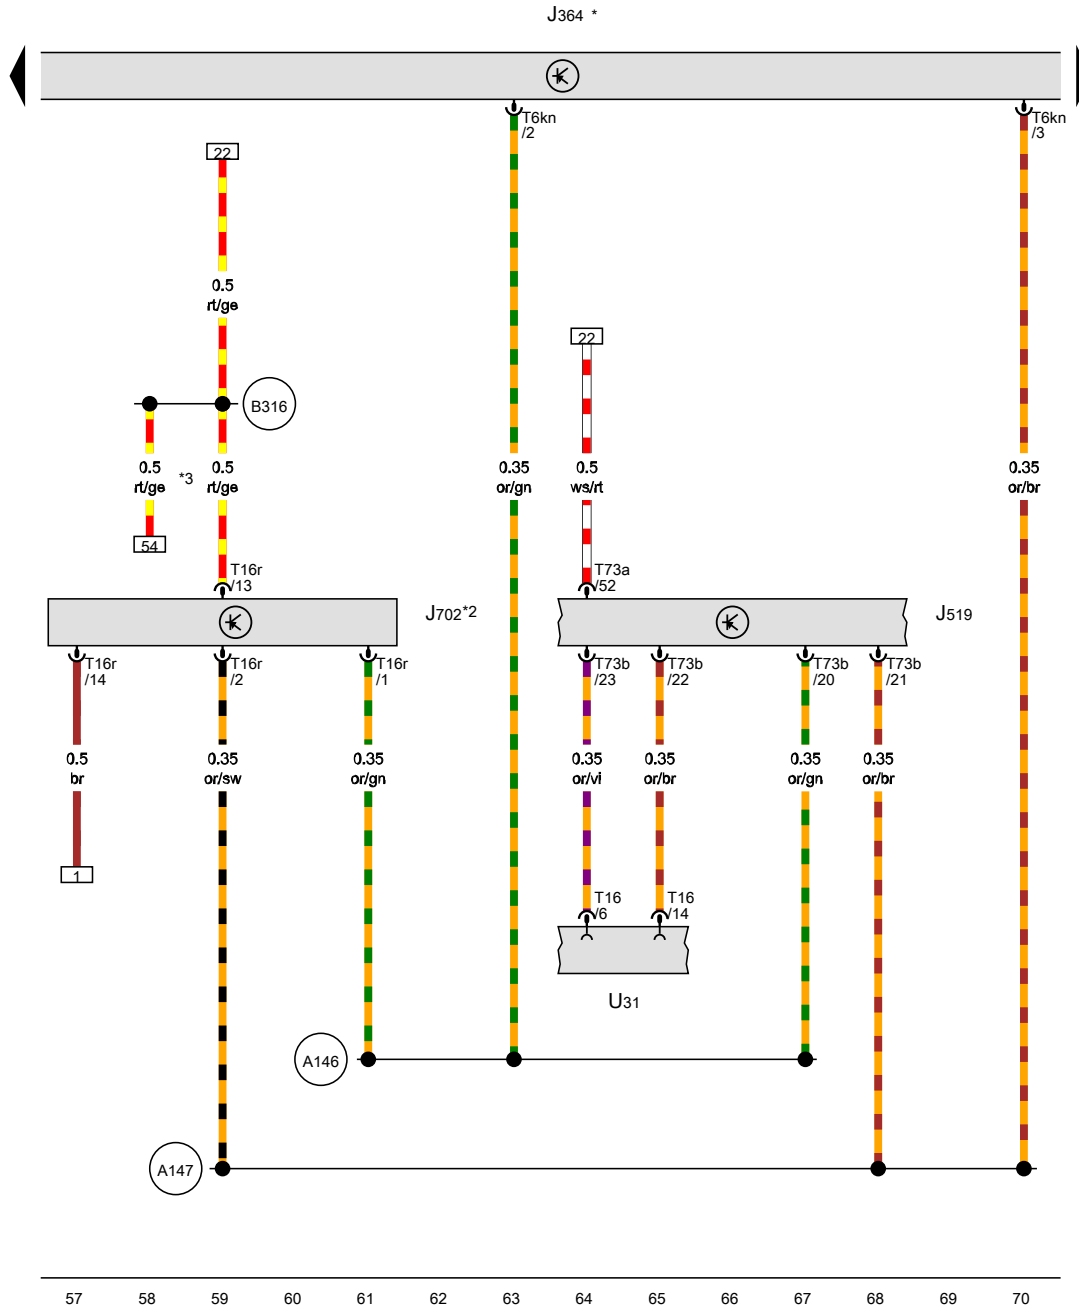 J364 *
T6kn
/2
T6kn
/3
22
0.5
rt/ge
22
B316
0.5
rt/ge
*3
0.5
rt/ge
0.35
or/gn
0.5
ws/rt
0.35
or/br
54
T16r
/13
T73a
/52
J702*2
J519
T16r
/14
T16r
/2
T16r
/1
T73b
/23
T73b
/22
T73b
/20
T73b
/21
0.5
br
0.35
or/sw
0.35
or/gn
0.35
or/vi
0.35
or/br
0.35
or/gn
0.35
or/br
1
T16
/6
T16
/14
U31
A146
A147
57 58 59 60 61 62 63 64 65 66 67 68 69 70